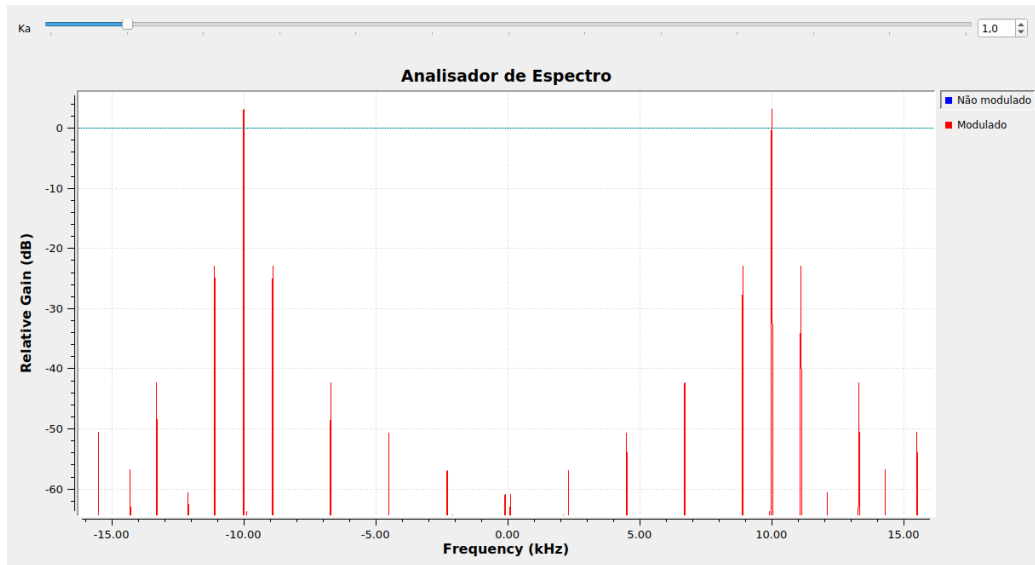 Ka
1,0
Analisador de Espectro
Não modulado
Modulado
Relative Gain (dB)
0
-10
-20
-30
-40
-50
-60
-15.00 -10.00 -5.00 0.00 5.00 10.00 15.00
Frequency (kHz)